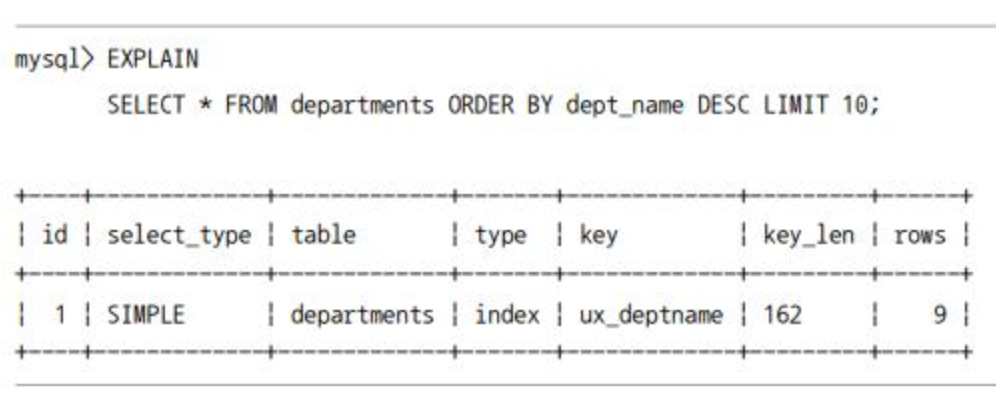 mysql> EXPLAIN
SELECT * FROM departments ORDER BY dept_name DESC LIMIT 10;
+----+-------------+-------------+-------+-------------+---------+------+
| id | select_type | table       | type  | key         | key_len | rows |
+----+-------------+-------------+-------+-------------+---------+------+
|  1 | SIMPLE      | departments | index | ux_deptname | 162     |    9 |
+----+-------------+-------------+-------+-------------+---------+------+